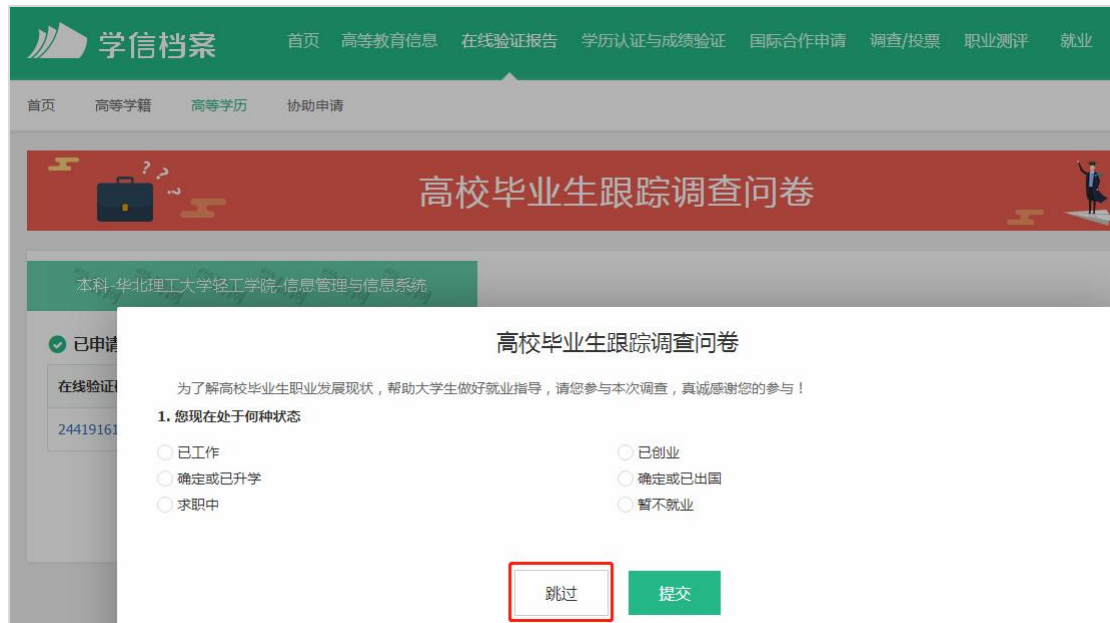 学信档案 首页 高等教育信息 在线验证报告 学历认证与成绩验证 国际合作申请 调查/投票 职业测评 就业
首页 高等学籍 高等学历 协助申请
高校毕业生跟踪调查问卷
本科-华北理工大学轻工学院-信息管理与信息系统
已申请
在线验证
24419161
高校毕业生跟踪调查问卷
为了解高校毕业生职业发展现状，帮助大学生做好就业指导，请您参与本次调查，真诚感谢您的参与！
1. 您现在处于何种状态
已工作 已创业
确定或已升学 确定或已出国
求职中 暂不就业
跳过 提交